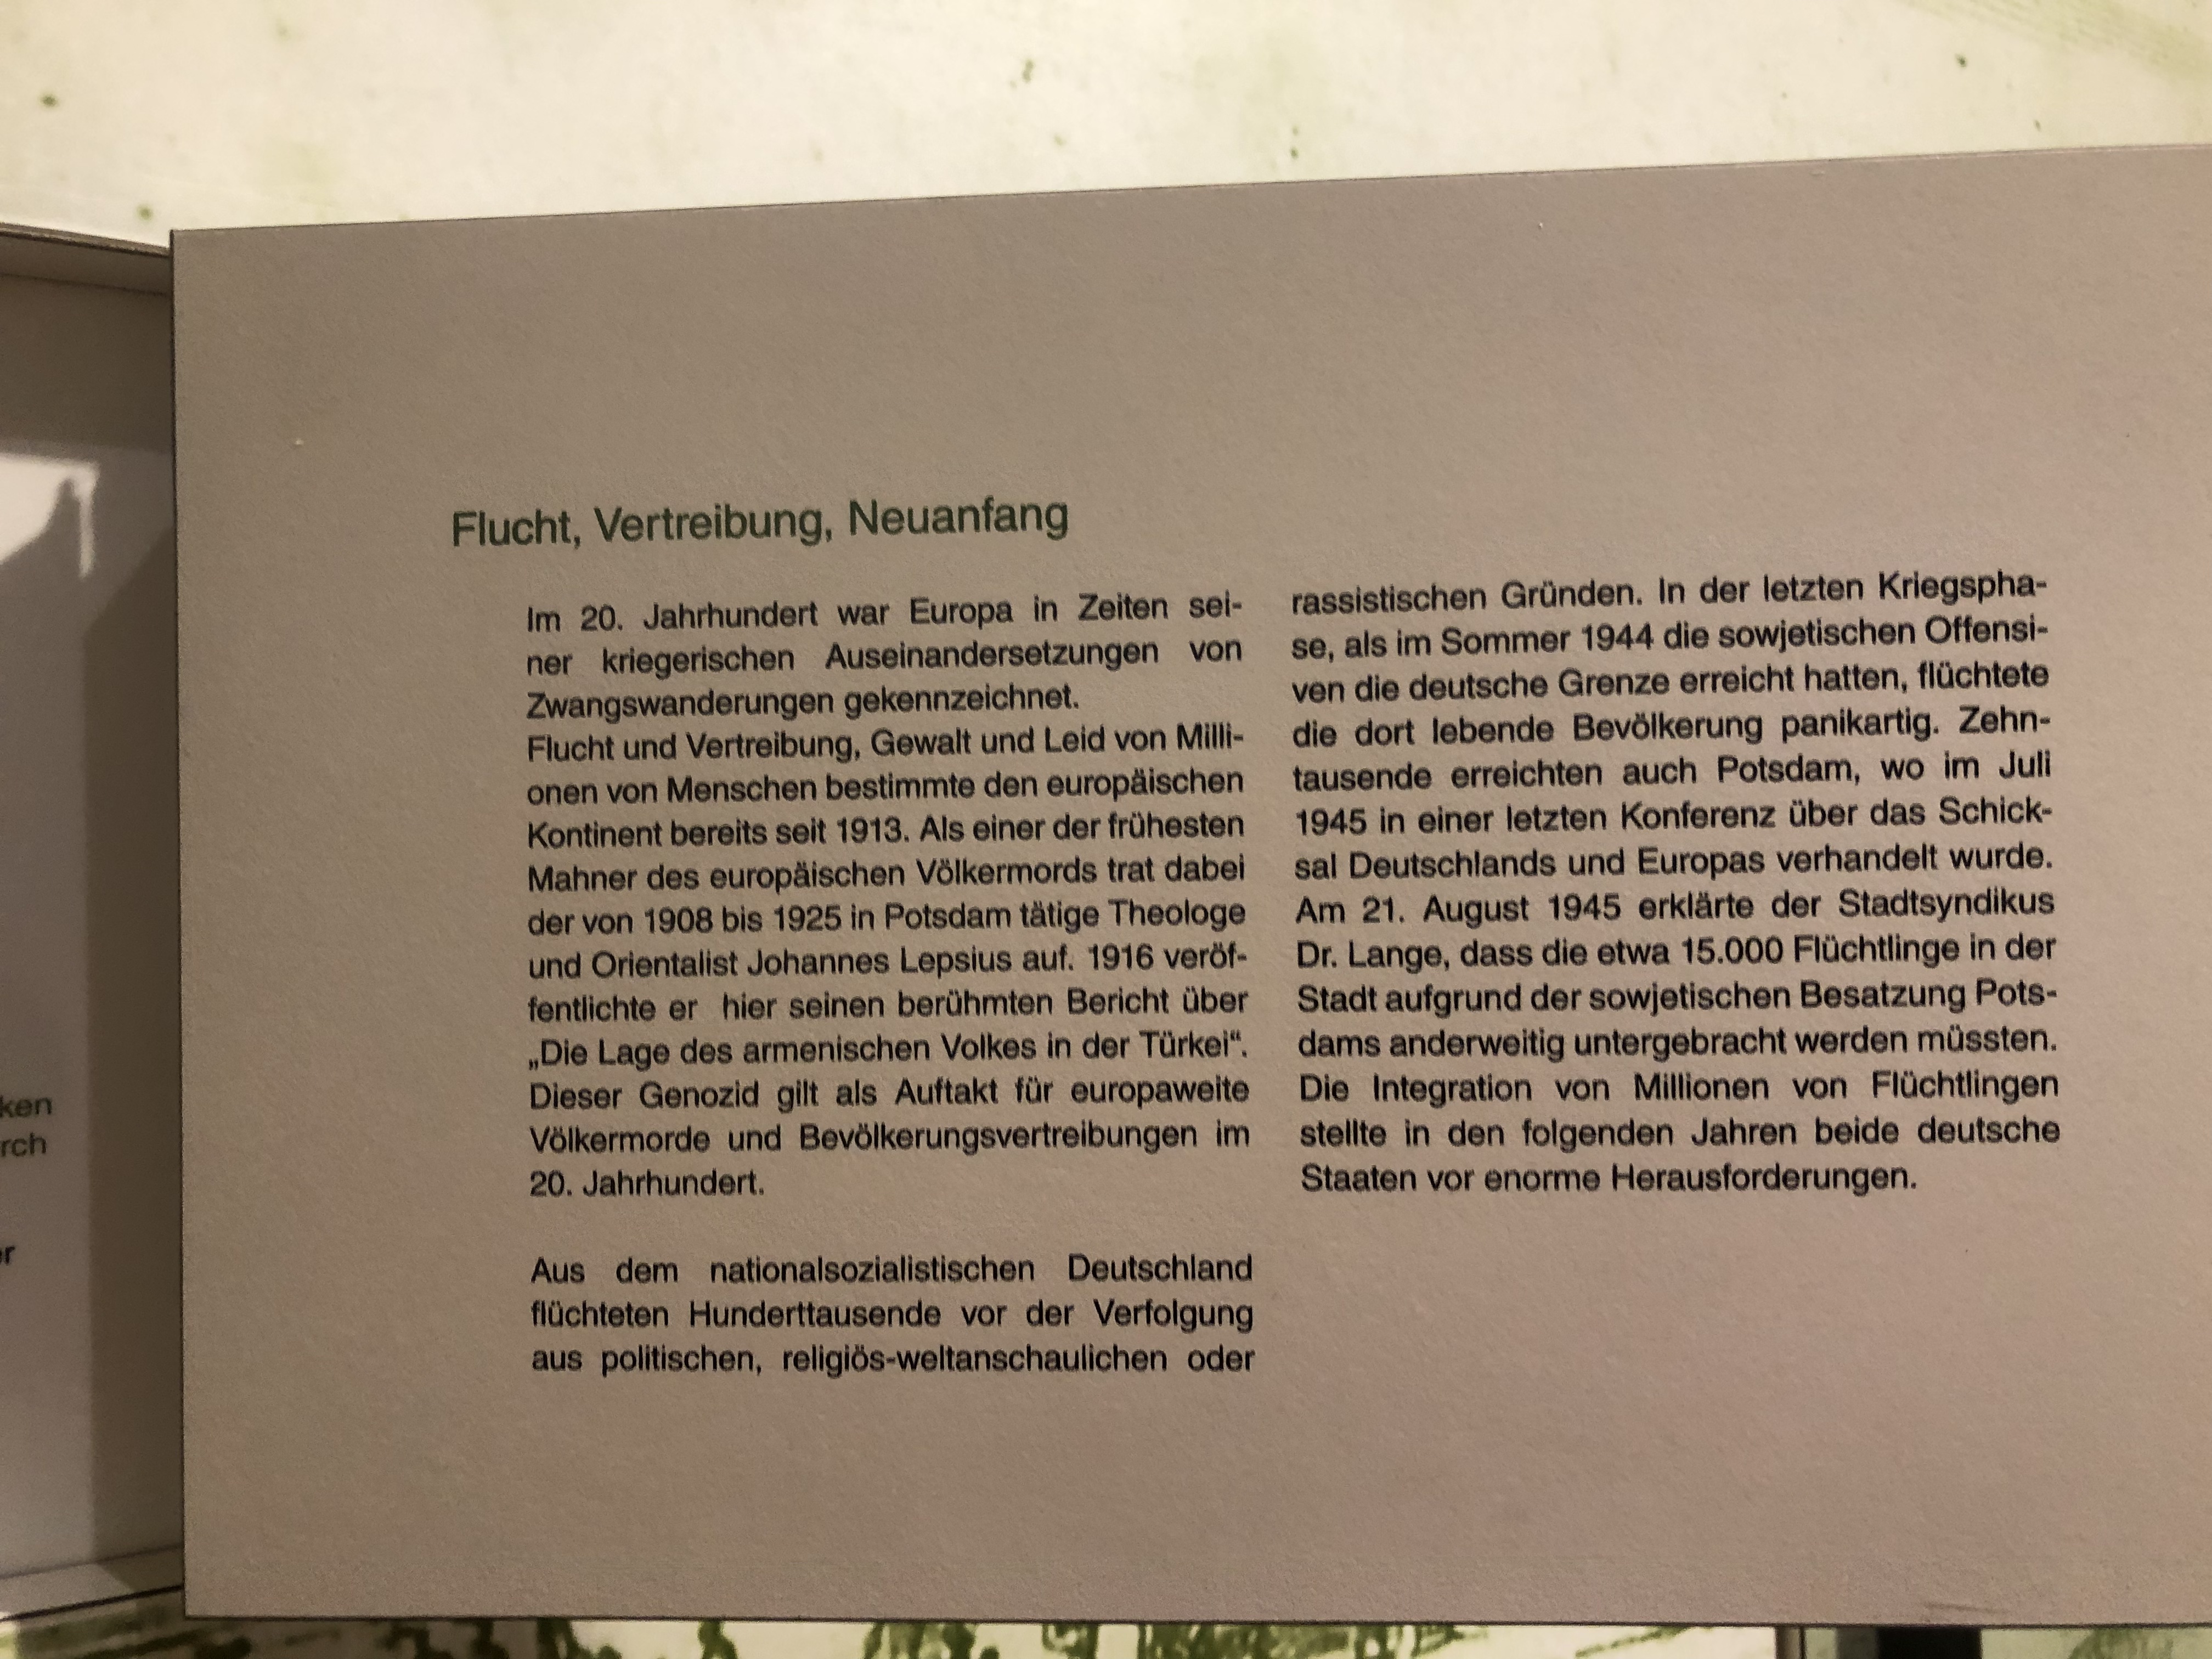 Flucht, Vertreibung, Neuanfang
Im 20. Jahrhundert war Europa in Zeiten sei-
ner kriegerischen Auseinandersetzungen von
Zwangswanderungen gekennzeichnet.
Flucht und Vertreibung, Gewalt und Leid von Milli-
onen von Menschen bestimmte den europäischen
Kontinent bereits seit 1913. Als einer der frühesten
Mahner des europäischen Völkermords trat dabei
der von 1908 bis 1925 in Potsdam tätige Theologe
und Orientalist Johannes Lepsius auf. 1916 veröf-
fentlichte er hier seinen berühmten Bericht über
„Die Lage des armenischen Volkes in der Türkei“.
Dieser Genozid gilt als Auftakt für europaweite
Völkermorde und Bevölkerungsvertreibungen im
20. Jahrhundert.
Aus dem nationalsozialistischen Deutschland
flüchteten Hunderttausende vor der Verfolgung
aus politischen, religiös-weltanschaulichen oder
rassistischen Gründen. In der letzten Kriegspha-
se, als im Sommer 1944 die sowjetischen Offensi-
ven die deutsche Grenze erreicht hatten, flüchtete
die dort lebende Bevölkerung panikartig. Zehn-
tausende erreichten auch Potsdam, wo im Juli
1945 in einer letzten Konferenz über das Schick-
sal Deutschlands und Europas verhandelt wurde.
Am 21. August 1945 erklärte der Stadtsyndikus
Dr. Lange, dass die etwa 15.000 Flüchtlinge in der
Stadt aufgrund der sowjetischen Besatzung Pots-
dams anderweitig untergebracht werden müssten.
Die Integration von Millionen von Flüchtlingen
stellte in den folgenden Jahren beide deutsche
Staaten vor enorme Herausforderungen.